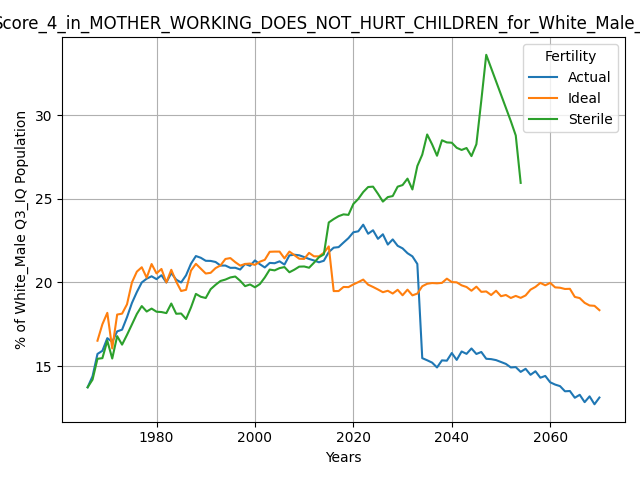 Score_4_in_MOTHER_WORKING_DOES_NOT_HURT_CHILDREN_for_White_Male_
Fertility
Actual
Ideal
Sterile
% of White_Male Q3_IQ Population
30
25
20
15
1980
2000
2020
2040
2060
Years